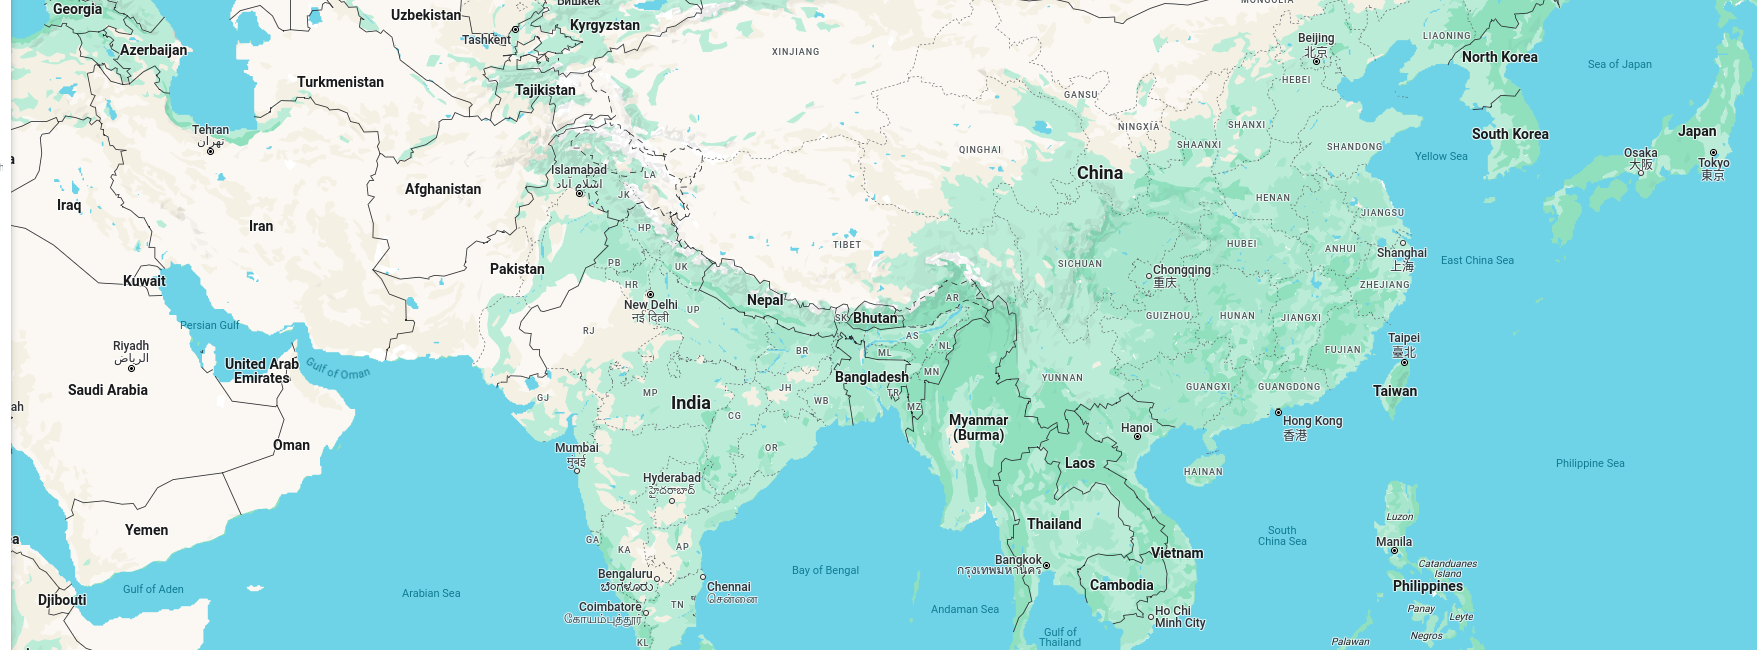 Georgia
Uzbekistan
Бишкек
Kyrgyzstan
MONGOLIA
LIAONING
Azerbaijan
Tashkent
XINJIANG
Beijing
北京
North Korea
Sea of Japan
Turkmenistan
Tajikistan
GANSU
HEBEI
Tehran
تهران
NINGXIA
SHANXI
South Korea
Japan
SHAANXI
SHANDONG
Yellow Sea
Osaka
大阪
Tokyo
東京
QINGHAI
Islamabad
اسلام آباد
LA
China
Afghanistan
JK
Iraq
Iran
HENAN
JIANGSU
HP
TIBET
HUBEI
ANHUI
Shanghai
上海
East China Sea
Pakistan
PB
UK
SICHUAN
Chongqing
重庆
Kuwait
HR
ZHEJIANG
New Delhi
नई दिल्ली
UP
Nepal
AR
SK
Bhutan
GUIZHOU
HUNAN
JIANGXI
Persian Gulf
RJ
AS
Riyadh
الرياض
BR
ML
NL
FUJIAN
Taipei
臺北
United Arab
Emirates
Gulf of Oman
Bangladesh
MN
YUNNAN
Saudi Arabia
MP
JH
TR
GUANGXI
GUANGDONG
Taiwan
GJ
India
CG
WB
MZ
ah
Myanmar
(Burma)
Hanoi
Hong Kong
香港
Oman
Mumbai
मुंबई
OR
Laos
HAINAN
Philippine Sea
Hyderabad
హైదరాబాద్
Yemen
Thailand
Luzon
South
China Sea
GA
KA
AP
Vietnam
Manila
Bangkok
กรุงเทพมหานคร
Bay of Bengal
Catanduanes
Island
Bengaluru
ಬೆಂಗಳೂರು
Chennai
சென்னை
Cambodia
Philippines
Djibouti
Gulf of Aden
Arabian Sea
Coimbatore
கோயம்புத்தூர்
TN
Andaman Sea
Ho Chi
Minh City
Panay
Leyte
KL
Gulf of
Thailand
Palawan
Negros